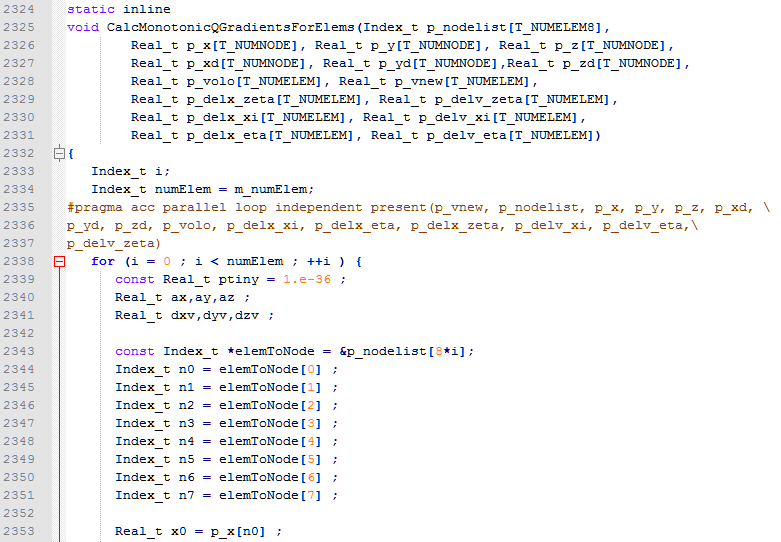 2324 static inline
2325 void CalcMonotonicQGradientsForElems(Index_t p_nodelist[T_NUMELEM8],
2326 Real_t p_x[T_NUMNODE], Real_t p_y[T_NUMNODE], Real_t p_z[T_NUMNODE],
2327 Real_t p_xd[T_NUMNODE], Real_t p_yd[T_NUMNODE],Real_t p_zd[T_NUMNODE],
2328 Real_t p_volo[T_NUMELEM], Real_t p_vnew[T_NUMELEM],
2329 Real_t p_delx_zeta[T_NUMELEM], Real_t p_delv_zeta[T_NUMELEM],
2330 Real_t p_delx_xi[T_NUMELEM], Real_t p_delv_xi[T_NUMELEM],
2331 Real_t p_delx_eta[T_NUMELEM], Real_t p_delv_eta[T_NUMELEM])
2332 {
2333 Index_t i;
2334 Index_t numElem = m_numElem;
2335 #pragma acc parallel loop independent present(p_vnew, p_nodelist, p_x, p_y, p_z, p_xd, \
2336 p_yd, p_zd, p_volo, p_delx_xi, p_delx_eta, p_delx_zeta, p_delv_xi, p_delv_eta,\
2337 p_delv_zeta)
2338 for (i = 0 ; i < numElem ; ++i ) {
2339 const Real_t ptiny = 1.e-36 ;
2340 Real_t ax,ay,az ;
2341 Real_t dxv,dyv,dzv ;
2342
2343 const Index_t *elemToNode = &p_nodelist[8*i];
2344 Index_t n0 = elemToNode[0] ;
2345 Index_t n1 = elemToNode[1] ;
2346 Index_t n2 = elemToNode[2] ;
2347 Index_t n3 = elemToNode[3] ;
2348 Index_t n4 = elemToNode[4] ;
2349 Index_t n5 = elemToNode[5] ;
2350 Index_t n6 = elemToNode[6] ;
2351 Index_t n7 = elemToNode[7] ;
2352
2353 Real_t x0 = p_x[n0] ;